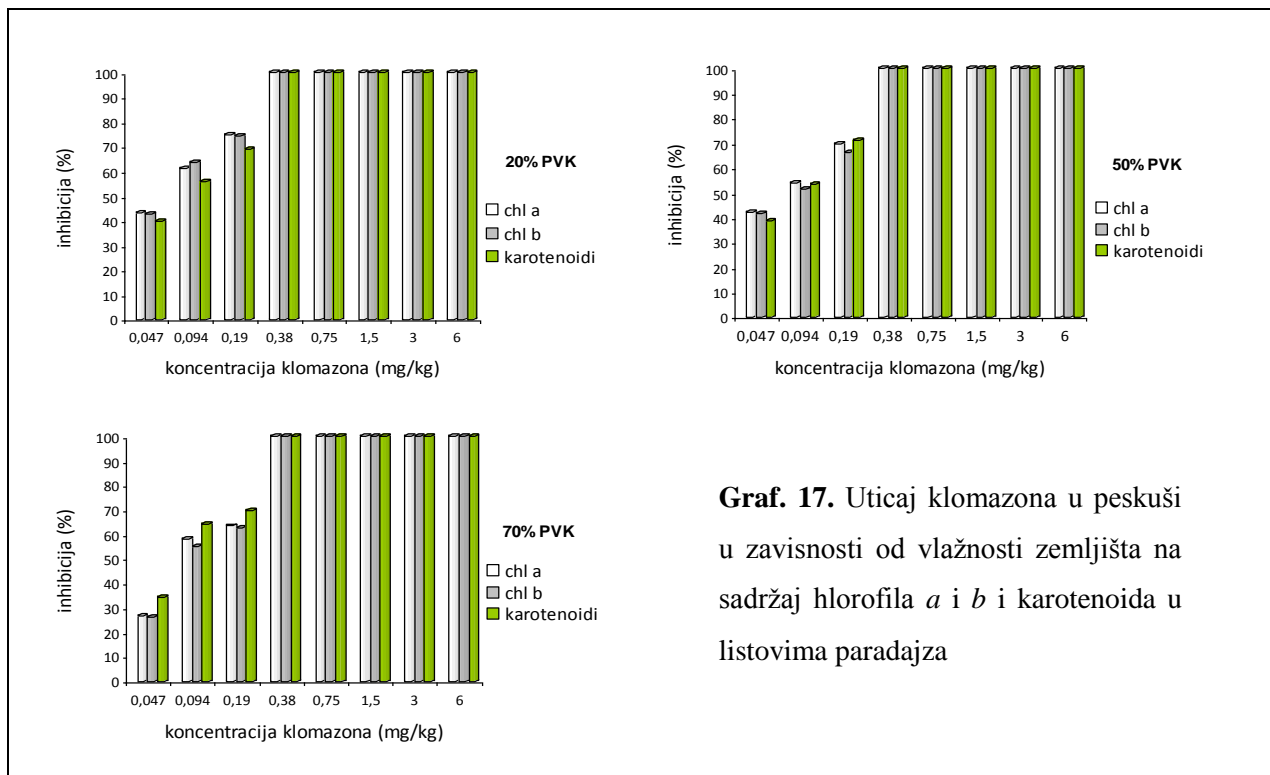 100
90
80
70
60
50
40
30
20
10
0
inhibicija (%)
0,047 0,094 0,19 0,38 0,75 1,5 3 6
koncentracija klomazona (mg/kg)
20% PVK
chl a
chl b
karotenoidi
100
90
80
70
60
50
40
30
20
10
0
inhibicija (%)
0,047 0,094 0,19 0,38 0,75 1,5 3 6
koncentracija klomazona (mg/kg)
50% PVK
chl a
chl b
karotenoidi
100
90
80
70
60
50
40
30
20
10
0
inhibicija (%)
0,047 0,094 0,19 0,38 0,75 1,5 3 6
koncentracija klomazona (mg/kg)
70% PVK
chl a
chl b
karotenoidi
Graf. 17. Uticaj klomazona u peskuši
u zavisnosti od vlažnosti zemljišta na
sadržaj hlorofila a i b i karotenoida u
listovima paradajza